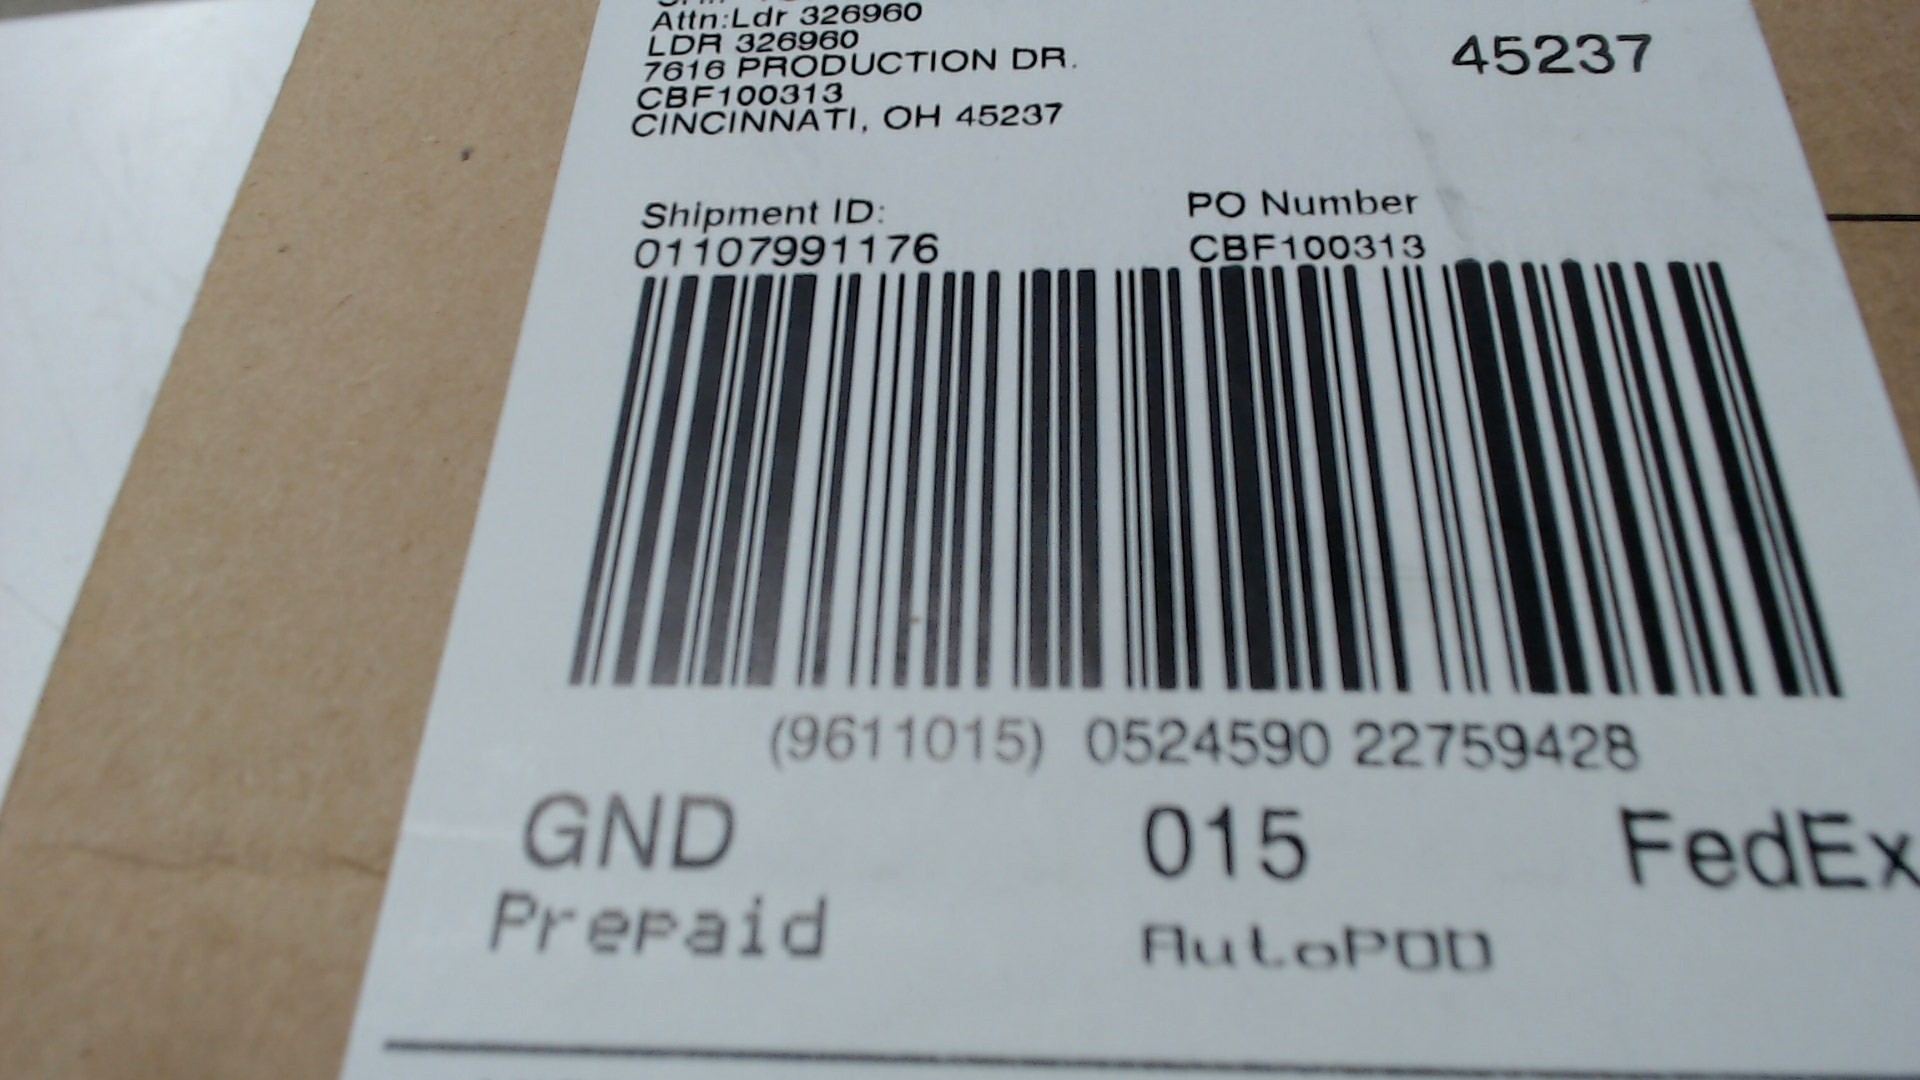 Attn:Ldr 326960
LDR 326960
7616 PRODUCTION DR.
CBF100313
CINCINNATI, OH 45237
45237
Shipment ID:
01107991176
PO Number
CBF100313
(9611015) 0524590 22759428
GND
015
FedEx
Prepaid
AutoPOD